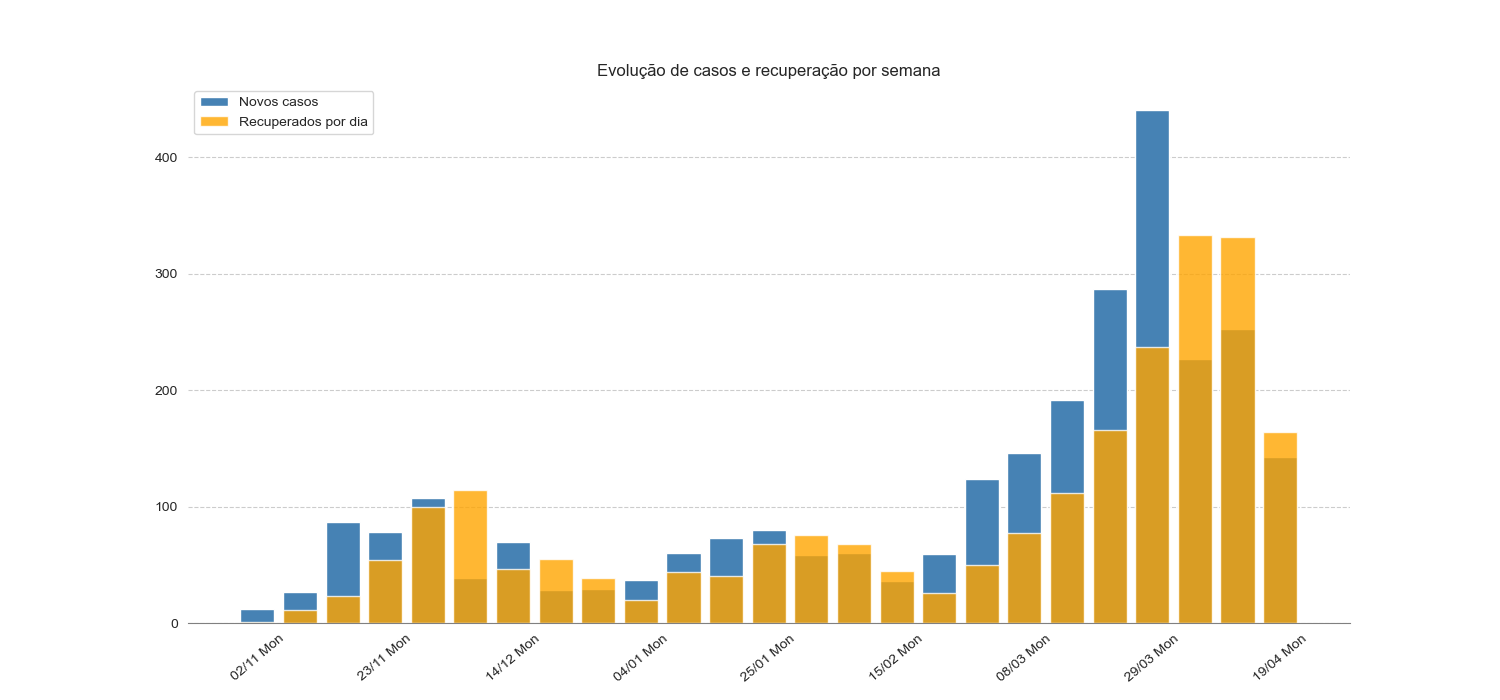 Evolução de casos e recuperação por semana
Novos casos
Recuperados por dia
400
300
200
100
0
02/11 Mon
23/11 Mon
14/12 Mon
04/01 Mon
25/01 Mon
15/02 Mon
08/03 Mon
29/03 Mon
19/04 Mon